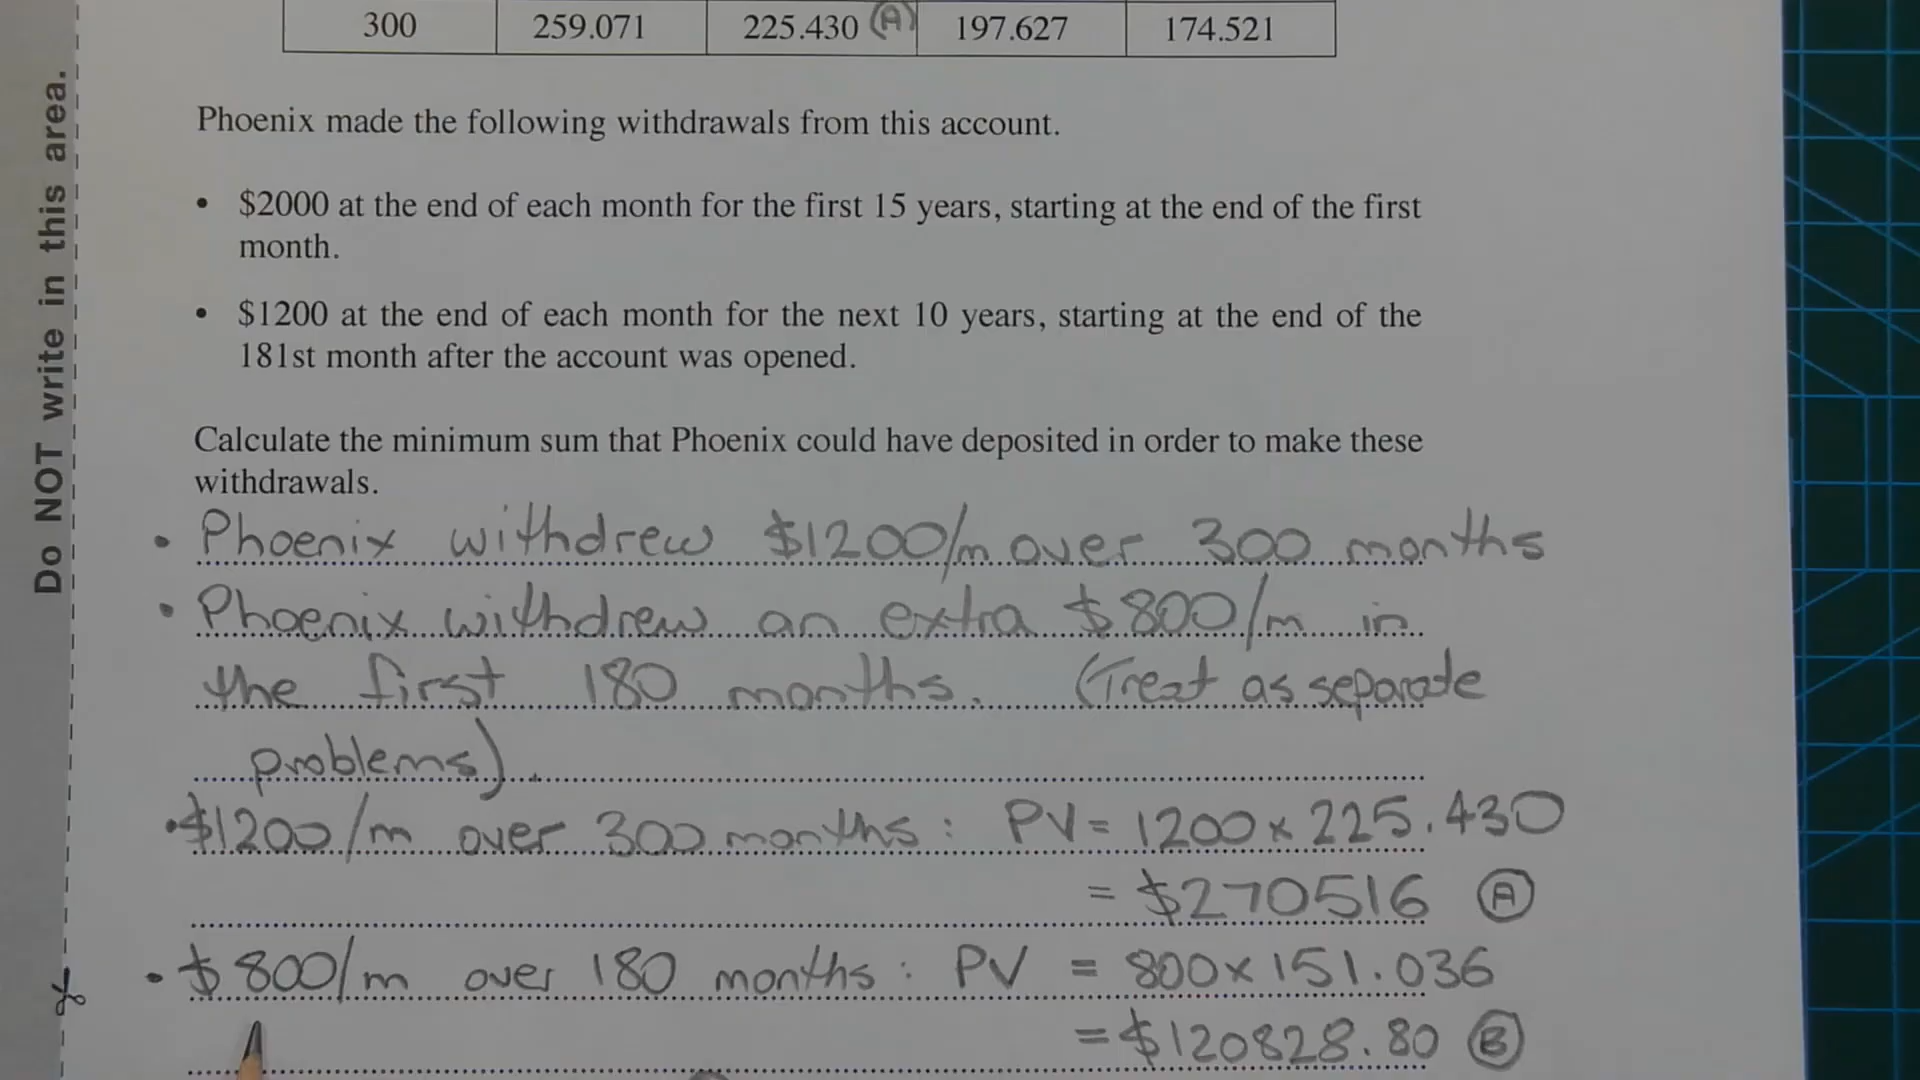 300 259.071 225.430 (A) 197.627 174.521
Phoenix made the following withdrawals from this account.
• $2000 at the end of each month for the first 15 years, starting at the end of the first
month.
• $1200 at the end of each month for the next 10 years, starting at the end of the
181st month after the account was opened.
Calculate the minimum sum that Phoenix could have deposited in order to make these
withdrawals.
• Phoenix withdrew $1200/m over 300 months
• Phoenix withdrew an extra $800/m in
the first 180 months. (Treat as separate
problems).
• $1200/m over 300 months: PV = 1200 × 225.430
= $270516 (A)
• $800/m over 180 months: PV = 800 × 151.036
= $120828.80 (B)
Do NOT write in this area.